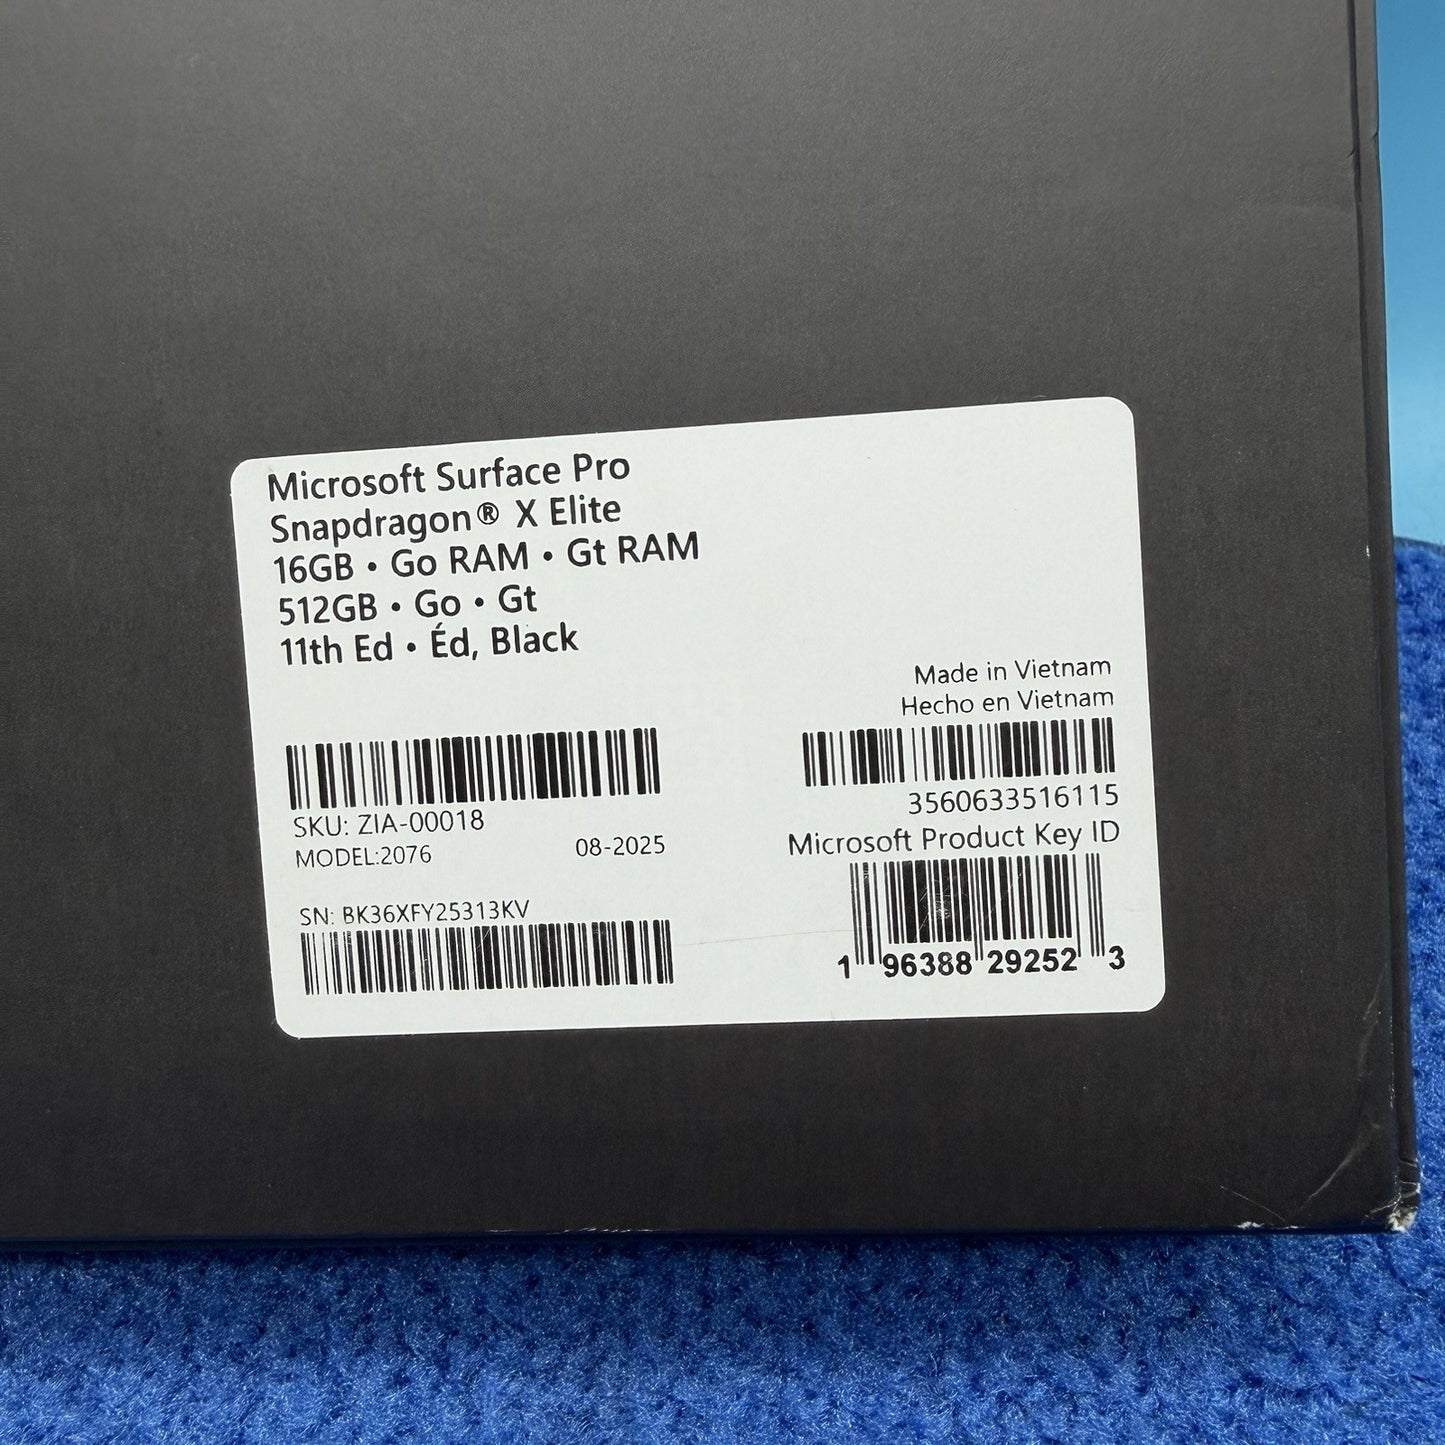 Microsoft Surface Pro
Snapdragon® X Elite
16GB • Go RAM • Gt RAM
512GB • Go • Gt
11th Ed • Éd, Black
Made in Vietnam
Hecho en Vietnam
SKU: ZIA-00018
MODEL:2076
08-2025
3560633516115
Microsoft Product Key ID
SN: BK36XFY25313KV
1 96388 29252 3